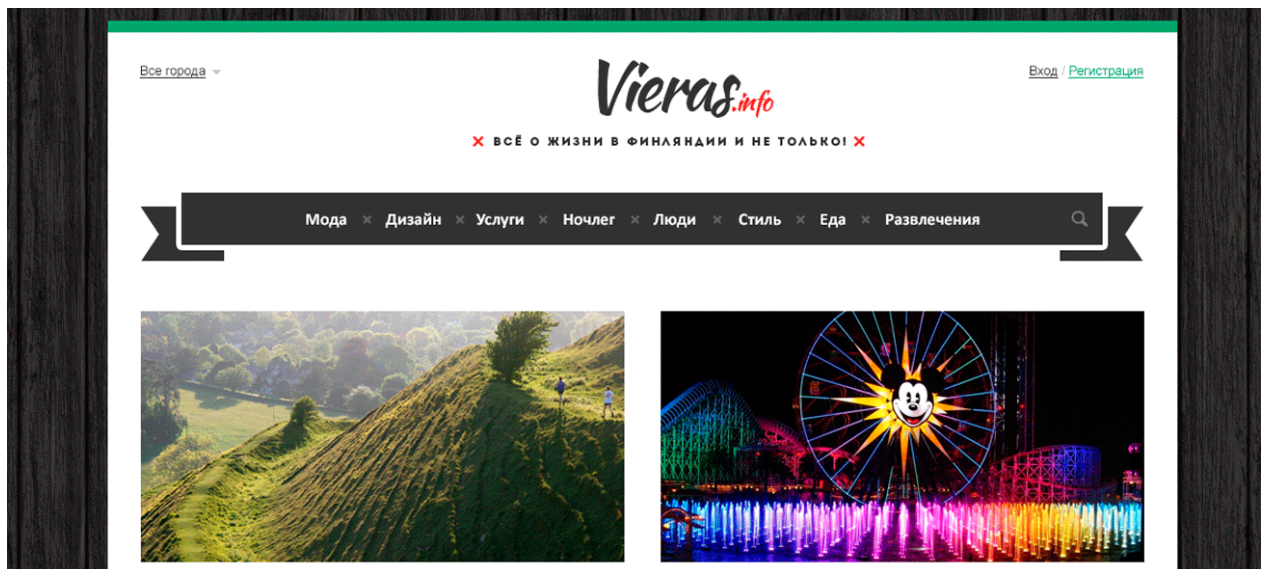 Все города
Вход / Регистрация
Vieras.info
ВСЁ О ЖИЗНИ В ФИНЛЯНДИИ И НЕ ТОЛЬКО!
Мода × Дизайн × Услуги × Ночлег × Люди × Стиль × Еда × Развлечения